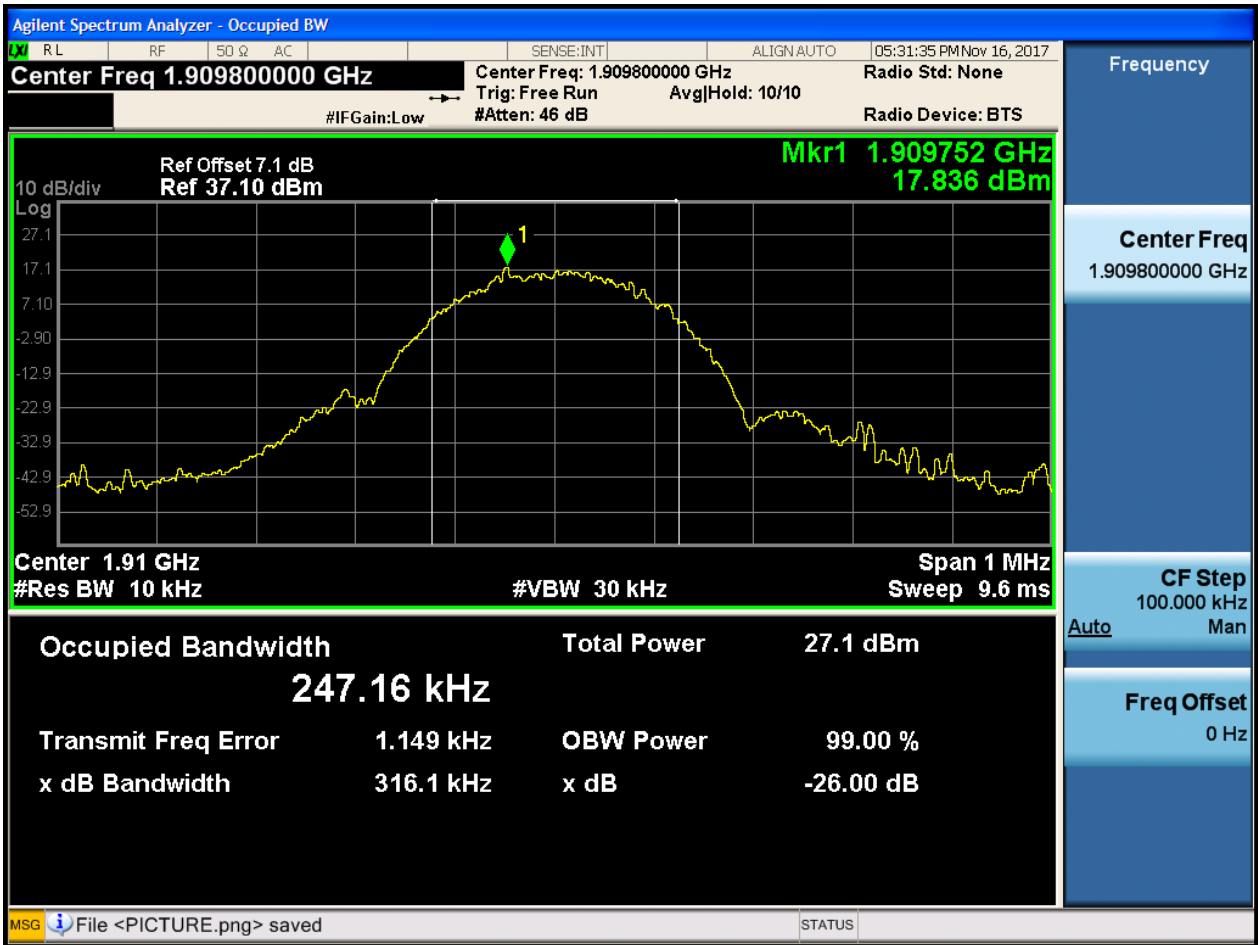 Agilent Spectrum Analyzer - Occupied BW
LXI RL RF 50 Ω AC SENSE:INT ALIGN AUTO 05:31:35 PM Nov 16, 2017
Center Freq 1.909800000 GHz
Center Freq: 1.909800000 GHz
Radio Std: None
Trig: Free Run Avg|Hold: 10/10
#IFGain:Low
#Atten: 46 dB
Radio Device: BTS
Ref Offset 7.1 dB
10 dB/div Ref 37.10 dBm
Mkr1 1.909752 GHz
17.836 dBm
Log
27.1
17.1
7.10
-2.90
-12.9
-22.9
-32.9
-42.9
-52.9
1
Center 1.91 GHz Span 1 MHz
#Res BW 10 kHz #VBW 30 kHz Sweep 9.6 ms
Occupied Bandwidth Total Power 27.1 dBm
247.16 kHz
Transmit Freq Error 1.149 kHz OBW Power 99.00 %
x dB Bandwidth 316.1 kHz x dB -26.00 dB
Frequency
Center Freq
1.909800000 GHz
CF Step
100.000 kHz
Auto Man
Freq Offset
0 Hz
MSG File <PICTURE.png> saved STATUS